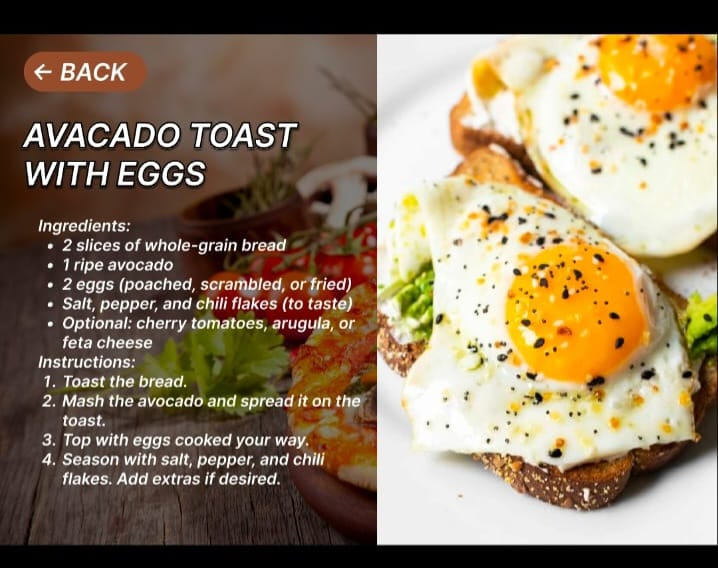 ← BACK
AVACADO TOAST
WITH EGGS
Ingredients:
• 2 slices of whole-grain bread
• 1 ripe avocado
• 2 eggs (poached, scrambled, or fried)
• Salt, pepper, and chili flakes (to taste)
• Optional: cherry tomatoes, arugula, or
feta cheese
Instructions:
1. Toast the bread.
2. Mash the avocado and spread it on the
toast.
3. Top with eggs cooked your way.
4. Season with salt, pepper, and chili
flakes. Add extras if desired.